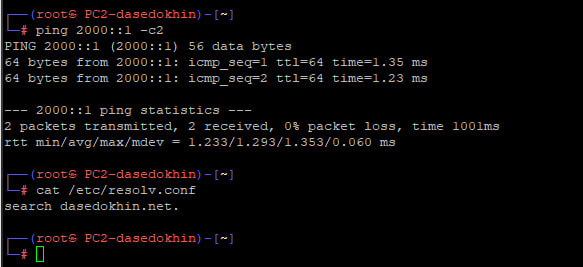 ┌──(root㉿ PC2-dasedokhin)-[~]
└─# ping 2000::1 -c2
PING 2000::1 (2000::1) 56 data bytes
64 bytes from 2000::1: icmp_seq=1 ttl=64 time=1.35 ms
64 bytes from 2000::1: icmp_seq=2 ttl=64 time=1.23 ms
--- 2000::1 ping statistics ---
2 packets transmitted, 2 received, 0% packet loss, time 1001ms
rtt min/avg/max/mdev = 1.233/1.293/1.353/0.060 ms
┌──(root㉿ PC2-dasedokhin)-[~]
└─# cat /etc/resolv.conf
search dasedokhin.net.
┌──(root㉿ PC2-dasedokhin)-[~]
└─#